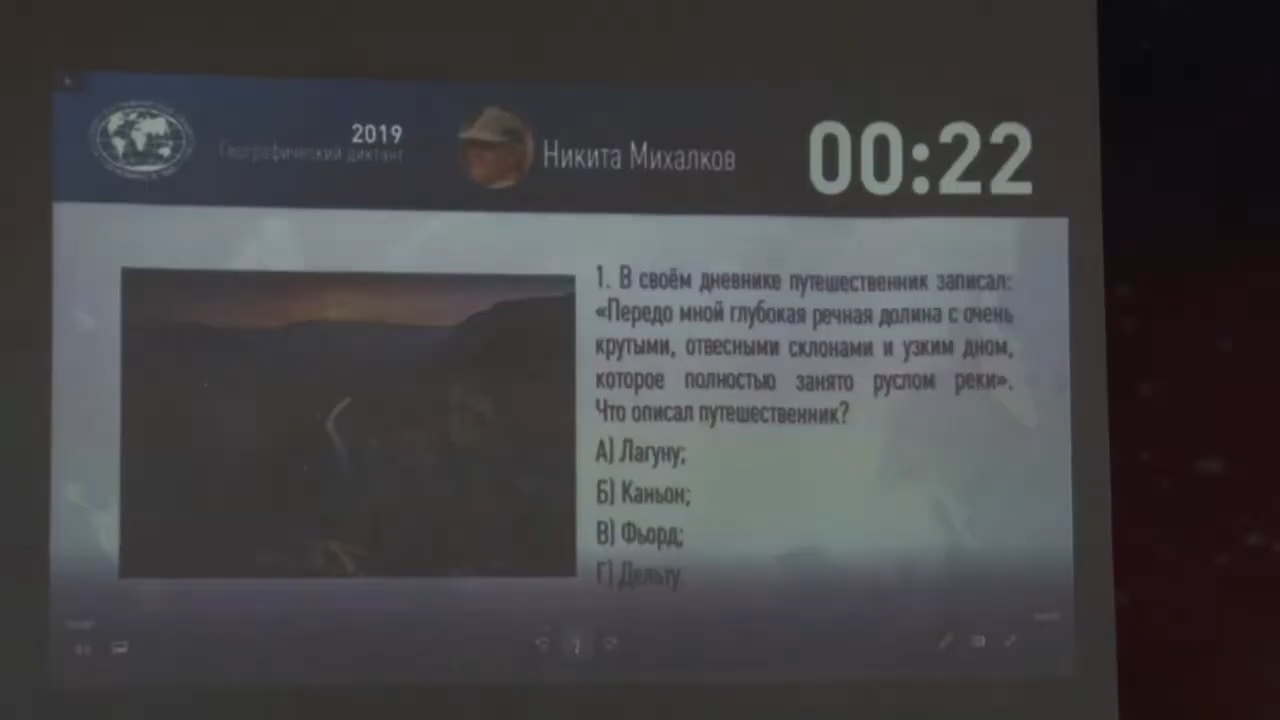 2019
Географический диктант
Никита Михалков
00:22
1. В своём дневнике путешественник записал:
«Передо мной глубокая речная долина с очень
крутыми, отвесными склонами и узким дном,
которое полностью занято руслом реки».
Что описал путешественник?
А) Лагуну;
Б) Каньон;
В) Фьорд;
Г) Дельту.